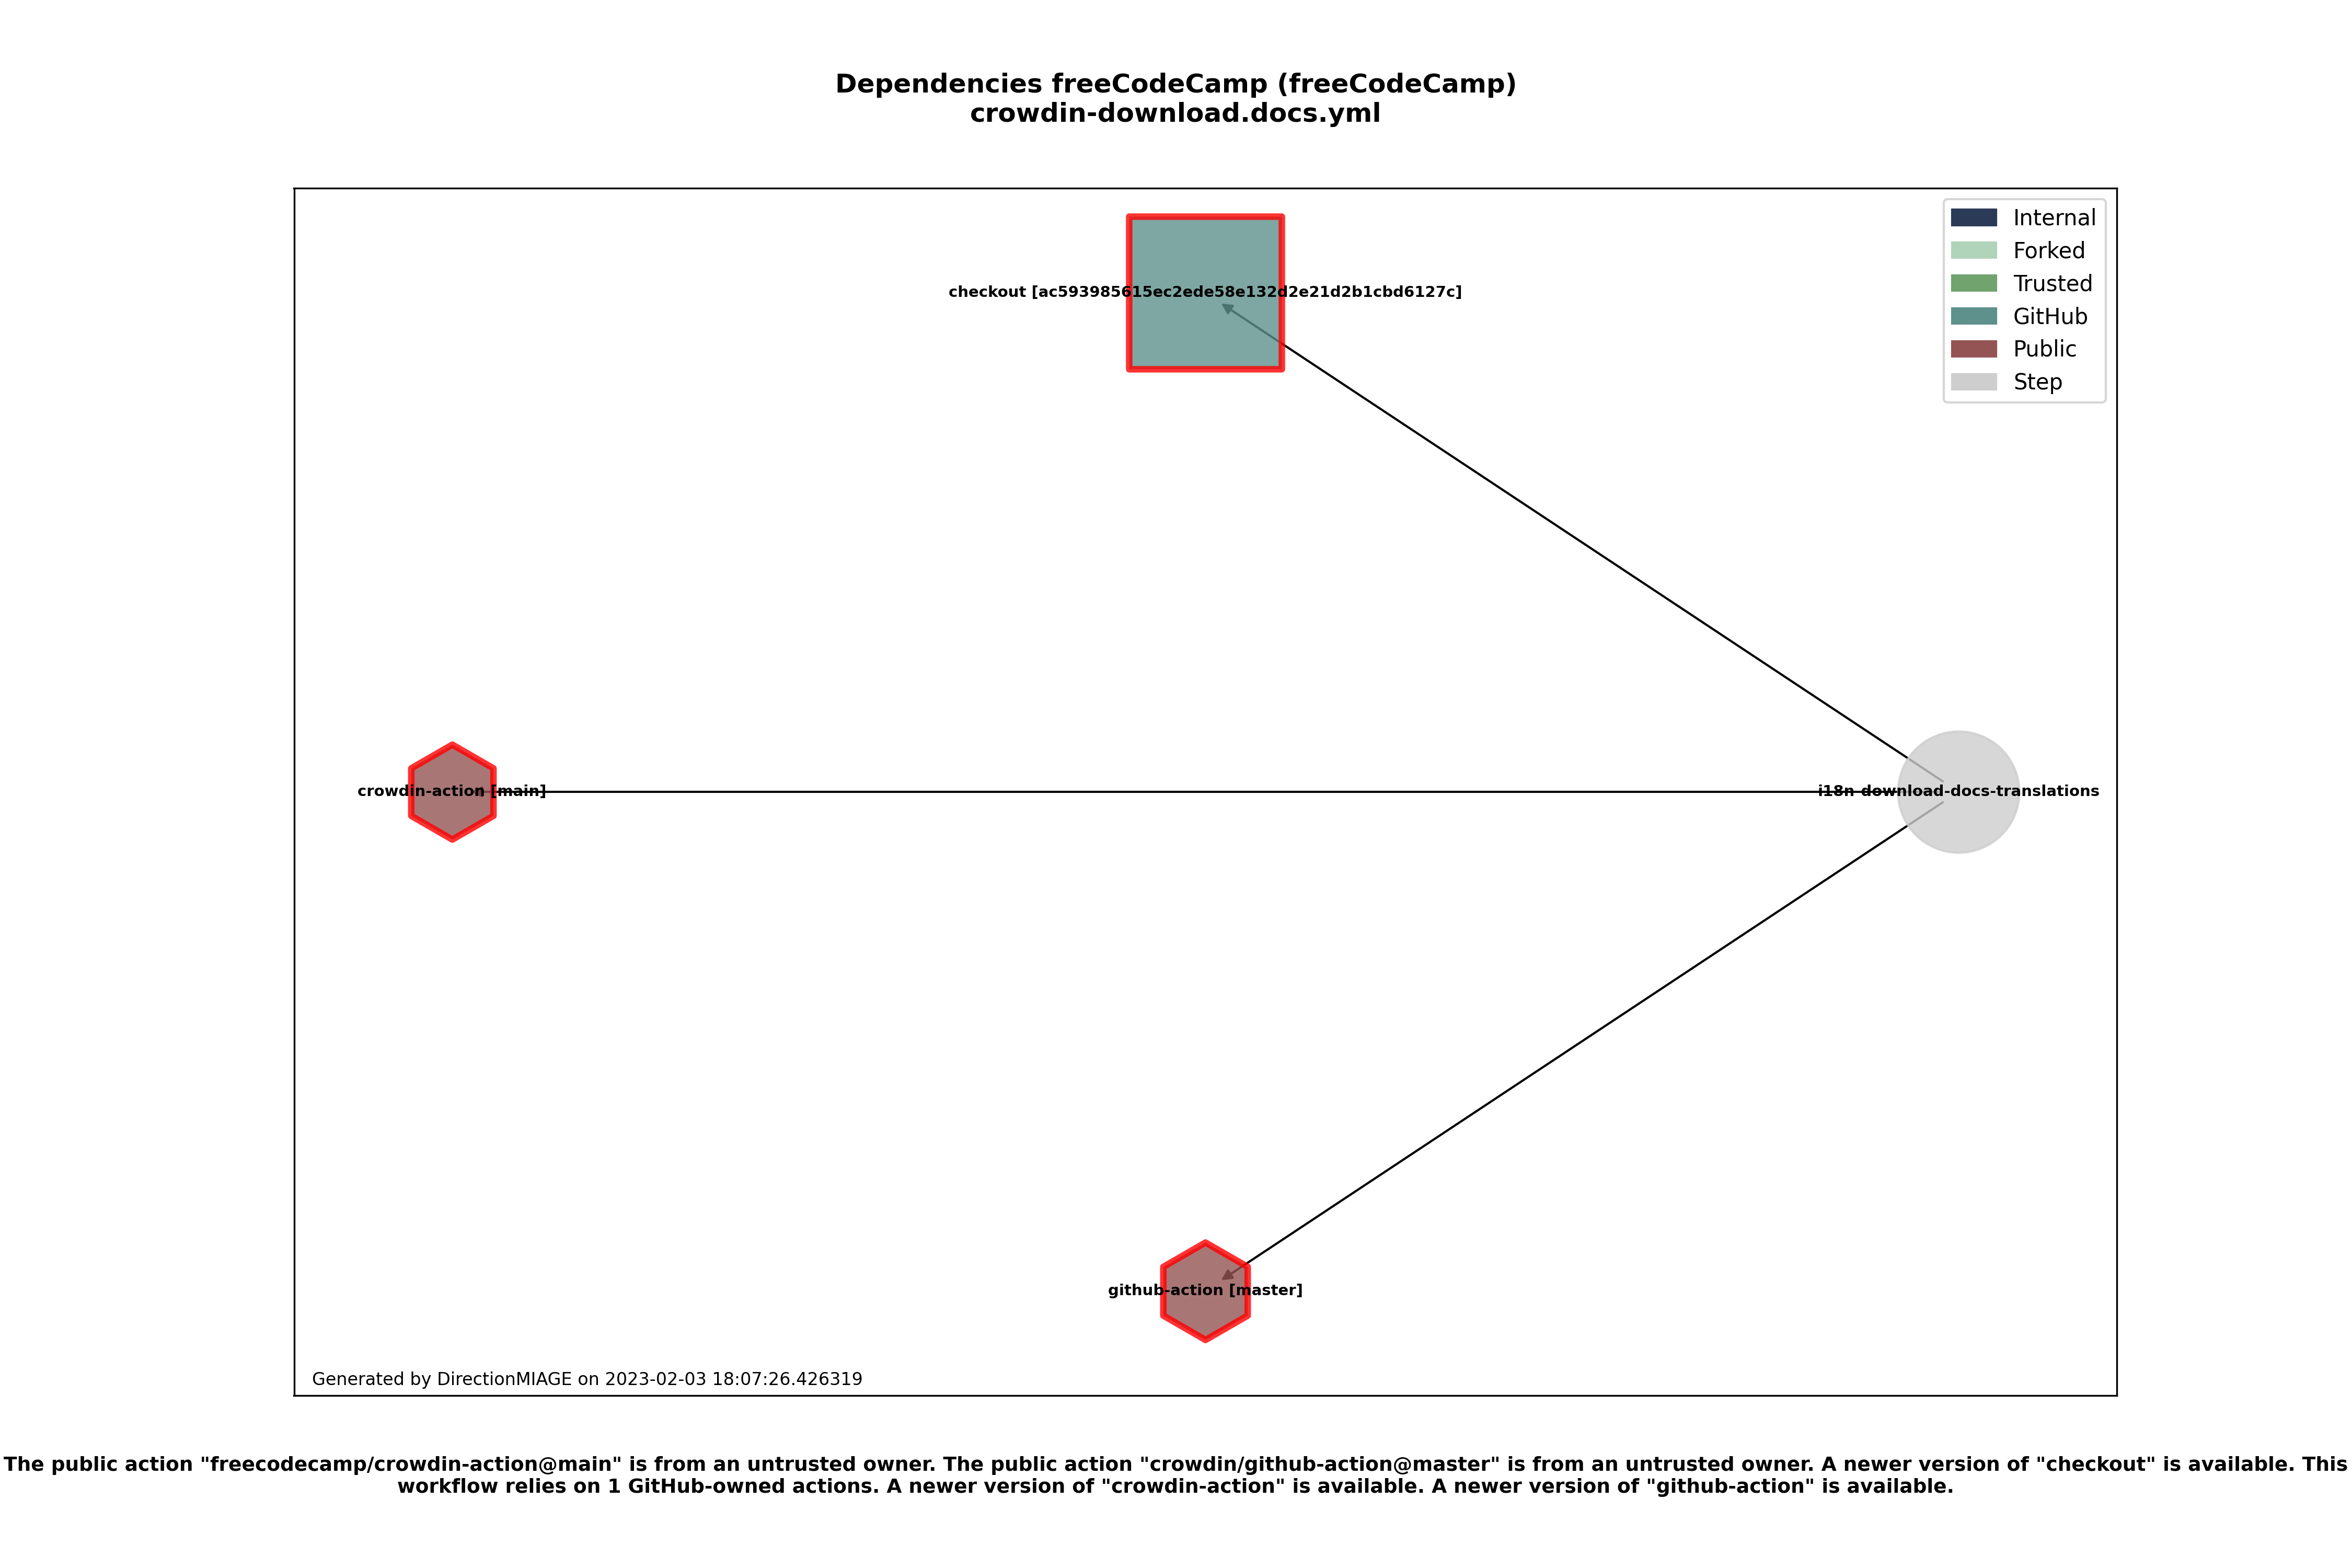 Dependencies freeCodeCamp (freeCodeCamp)
crowdin-download.docs.yml
Internal
Forked
Trusted
GitHub
Public
Step
checkout [ac593985615ec2ede58e132d2e21d2b1cbd6127c]
crowdin-action [main]
i18n-download-docs-translations
github-action [master]
Generated by DirectionMIAGE on 2023-02-03 18:07:26.426319
The public action "freecodecamp/crowdin-action@main" is from an untrusted owner. The public action "crowdin/github-action@master" is from an untrusted owner. A newer version of "checkout" is available. This
workflow relies on 1 GitHub-owned actions. A newer version of "crowdin-action" is available. A newer version of "github-action" is available.